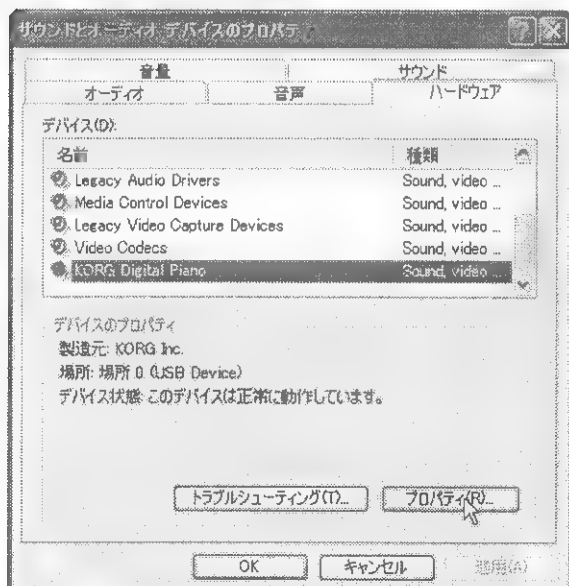 サウンドとオーディオ デバイスのプロパティ
音量 サウンド
オーディオ 音声 ハードウェア
デバイス(D):
名前 種類
Legacy Audio Drivers Sound, video ...
Media Control Devices Sound, video ...
Legacy Video Capture Devices Sound, video ...
Video Codecs Sound, video ...
KORG Digital Piano Sound, video ...
デバイスのプロパティ
製造元: KORG Inc.
場所: 場所 0 (USB Device)
デバイス状態: このデバイスは正常に動作しています。
トラブルシューティング(T)... プロパティ(R)...
OK キャンセル 適用(A)